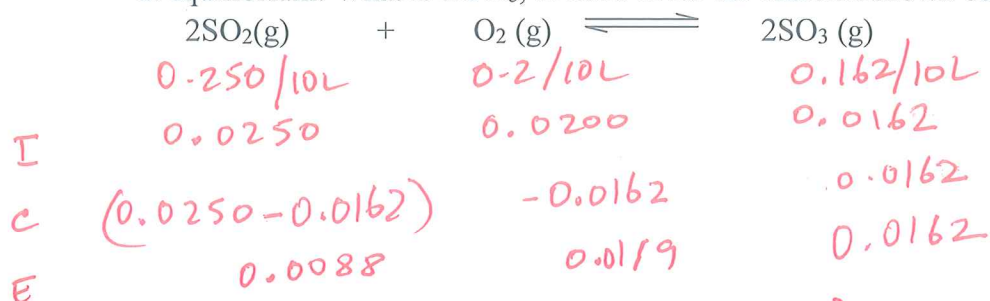 2SO₂(g) + O₂ (g) ⇌ 2SO₃ (g)
0.250/10L 0.2/10L 0.162/10L
I 0.0250 0.0200 0.0162
C (0.0250-0.0162) -0.0162 0.0162
E 0.0088 0.0119 0.0162